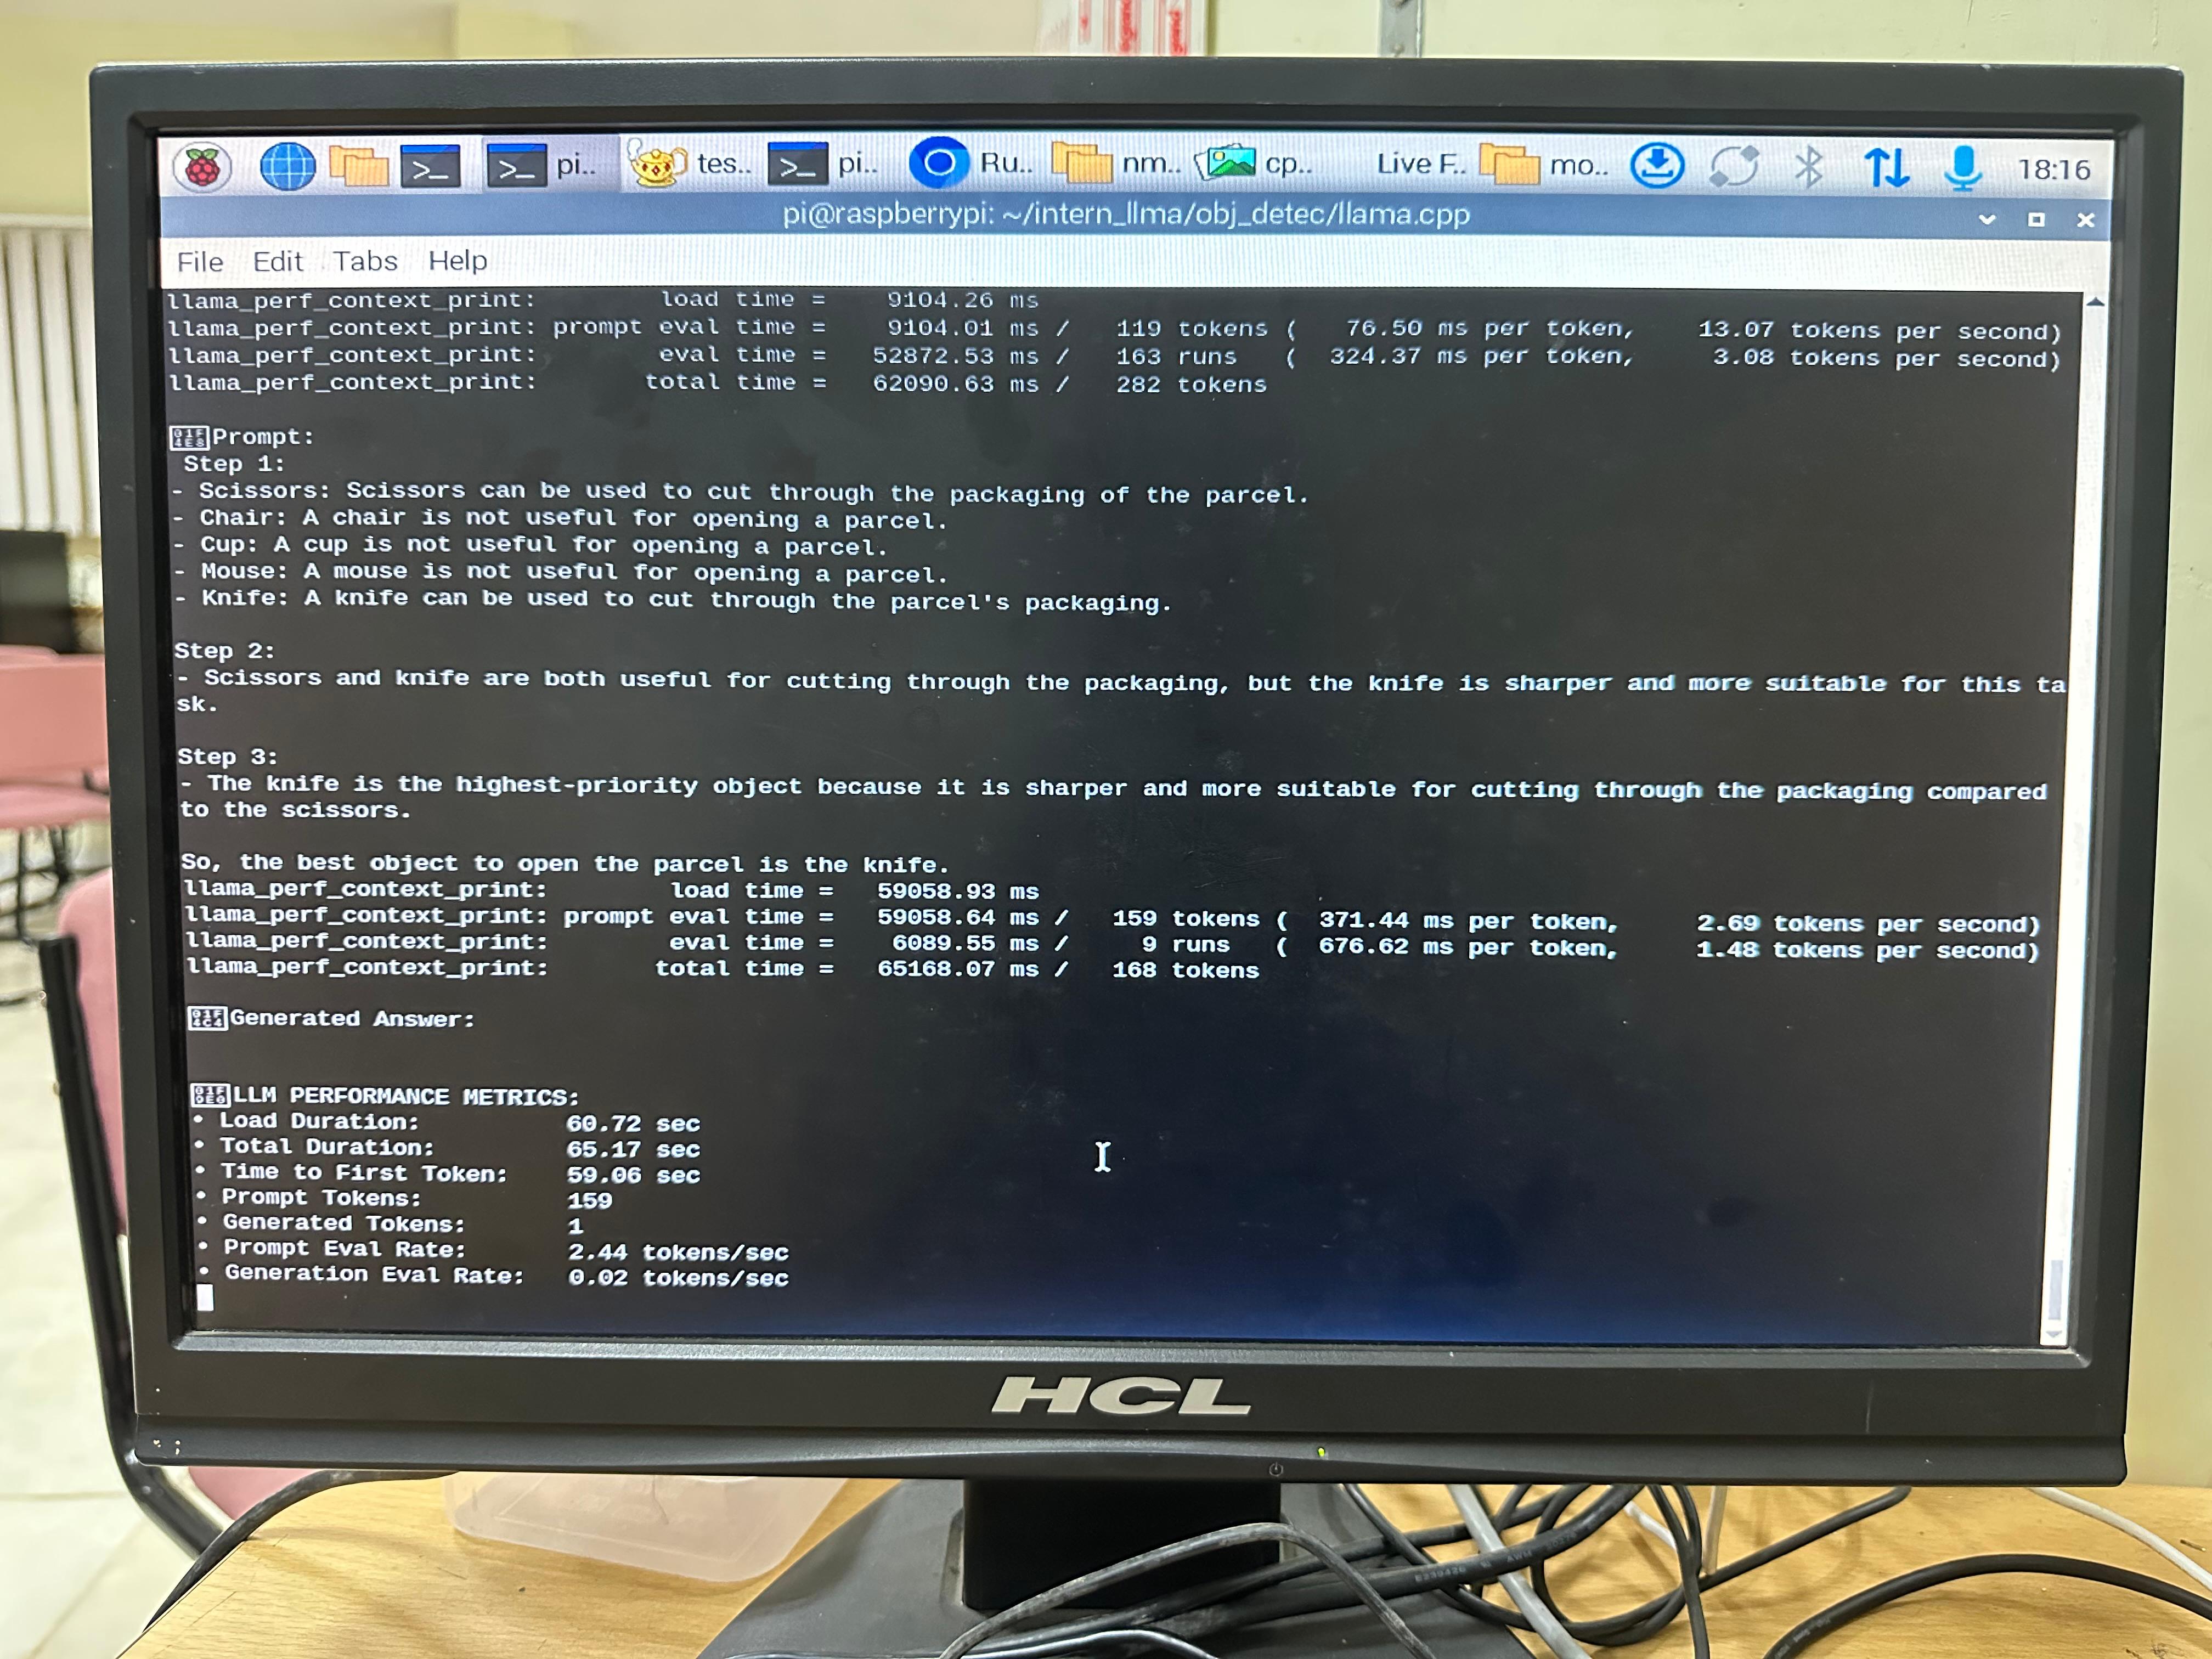 pi.. tes.. pi.. Ru.. nm.. cp.. Live F.. mo.. 18:16
pi@raspberrypi: ~/intern_llma/obj_detec/llama.cpp
File Edit Tabs Help
llama_perf_context_print: load time = 9104.26 ms
llama_perf_context_print: prompt eval time = 9104.01 ms / 119 tokens ( 76.50 ms per token, 13.07 tokens per second)
llama_perf_context_print: eval time = 52872.53 ms / 163 runs ( 324.37 ms per token, 3.08 tokens per second)
llama_perf_context_print: total time = 62090.63 ms / 282 tokens
Prompt:
Step 1:
- Scissors: Scissors can be used to cut through the packaging of the parcel.
- Chair: A chair is not useful for opening a parcel.
- Cup: A cup is not useful for opening a parcel.
- Mouse: A mouse is not useful for opening a parcel.
- Knife: A knife can be used to cut through the parcel's packaging.
Step 2:
- Scissors and knife are both useful for cutting through the packaging, but the knife is sharper and more suitable for this ta
sk.
Step 3:
- The knife is the highest-priority object because it is sharper and more suitable for cutting through the packaging compared
to the scissors.
So, the best object to open the parcel is the knife.
llama_perf_context_print: load time = 59058.93 ms
llama_perf_context_print: prompt eval time = 59058.64 ms / 159 tokens ( 371.44 ms per token, 2.69 tokens per second)
llama_perf_context_print: eval time = 6089.55 ms / 9 runs ( 676.62 ms per token, 1.48 tokens per second)
llama_perf_context_print: total time = 65168.07 ms / 168 tokens
Generated Answer:
LLM PERFORMANCE METRICS:
• Load Duration: 60.72 sec
• Total Duration: 65.17 sec
• Time to First Token: 59.06 sec
• Prompt Tokens: 159
• Generated Tokens: 1
• Prompt Eval Rate: 2.44 tokens/sec
• Generation Eval Rate: 0.02 tokens/sec
HCL